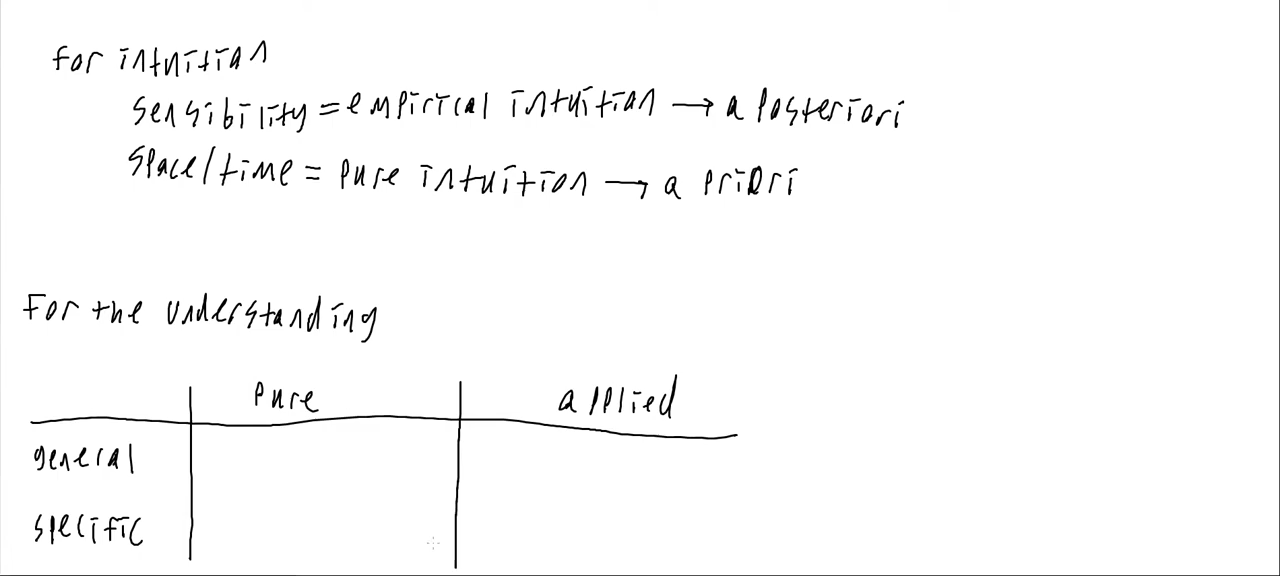 for intuition
sensibility = empirical intuition → a posteriori
space/time = pure intuition → a priori
For the understanding
pure applied
general
specific